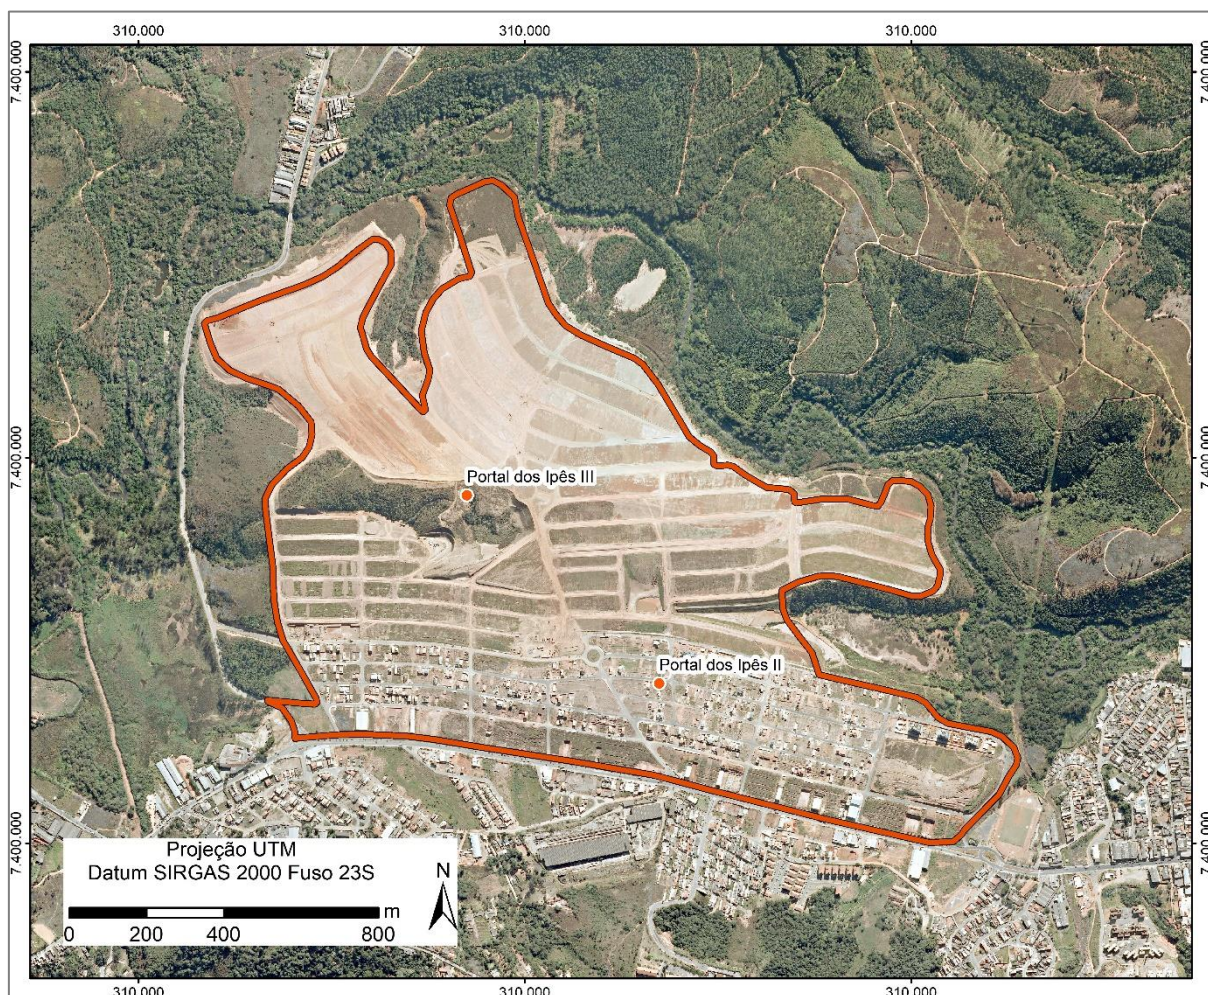 310.000 310.000 310.000
7.400.000 7.400.000
Portal dos Ipês III
7.400.000 7.400.000
Portal dos Ipês II
7.400.000 7.400.000
Projeção UTM
Datum SIRGAS 2000 Fuso 23S
N
m
0 200 400 800
310.000 310.000 310.000